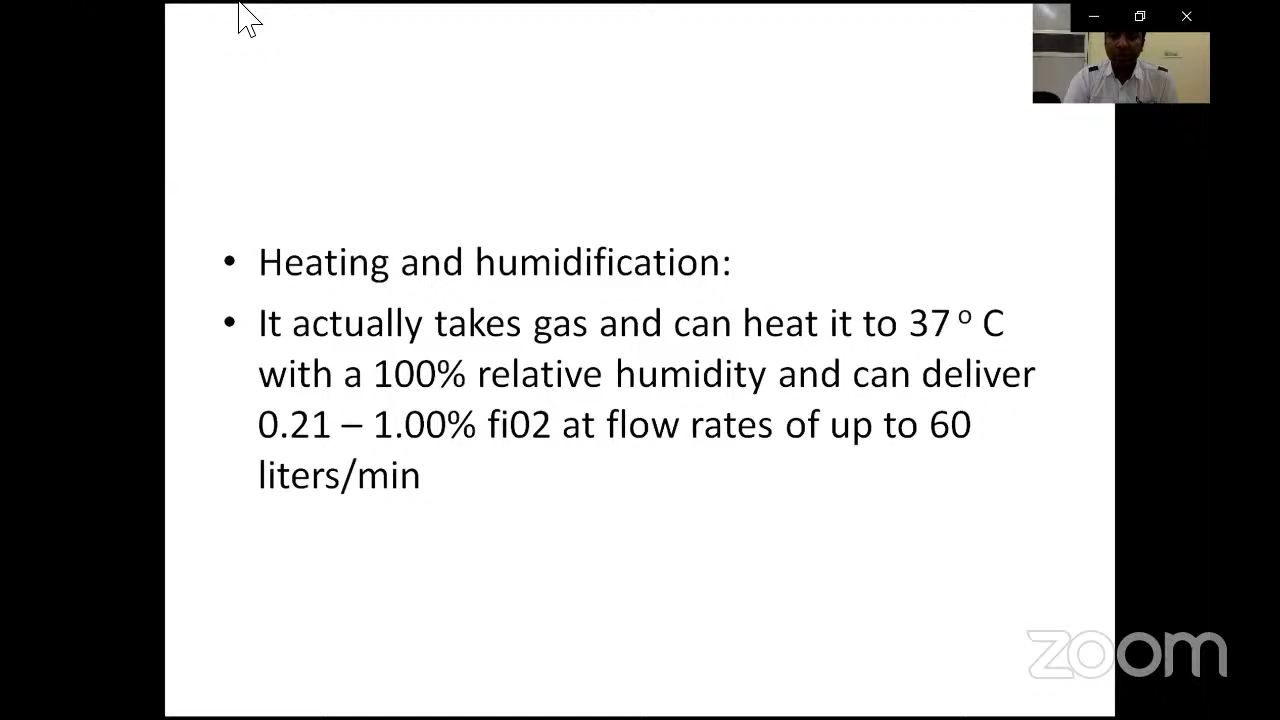 • Heating and humidification:
• It actually takes gas and can heat it to 37 º C
with a 100% relative humidity and can deliver
0.21 – 1.00% fi02 at flow rates of up to 60
liters/min
zoom